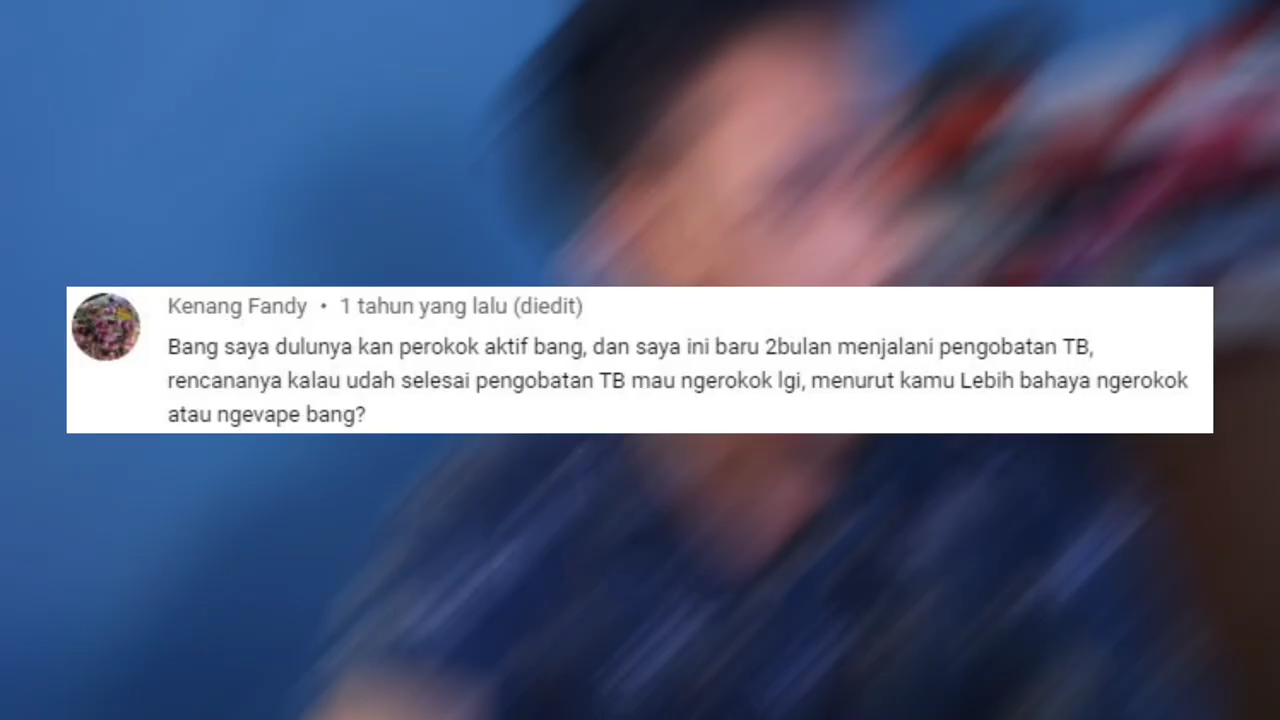 Kenang Fandy • 1 tahun yang lalu (diedit)
Bang saya dulunya kan perokok aktif bang, dan saya ini baru 2bulan menjalani pengobatan TB,
rencananya kalau udah selesai pengobatan TB mau ngerokok lgi, menurut kamu Lebih bahaya ngerokok
atau ngevape bang?